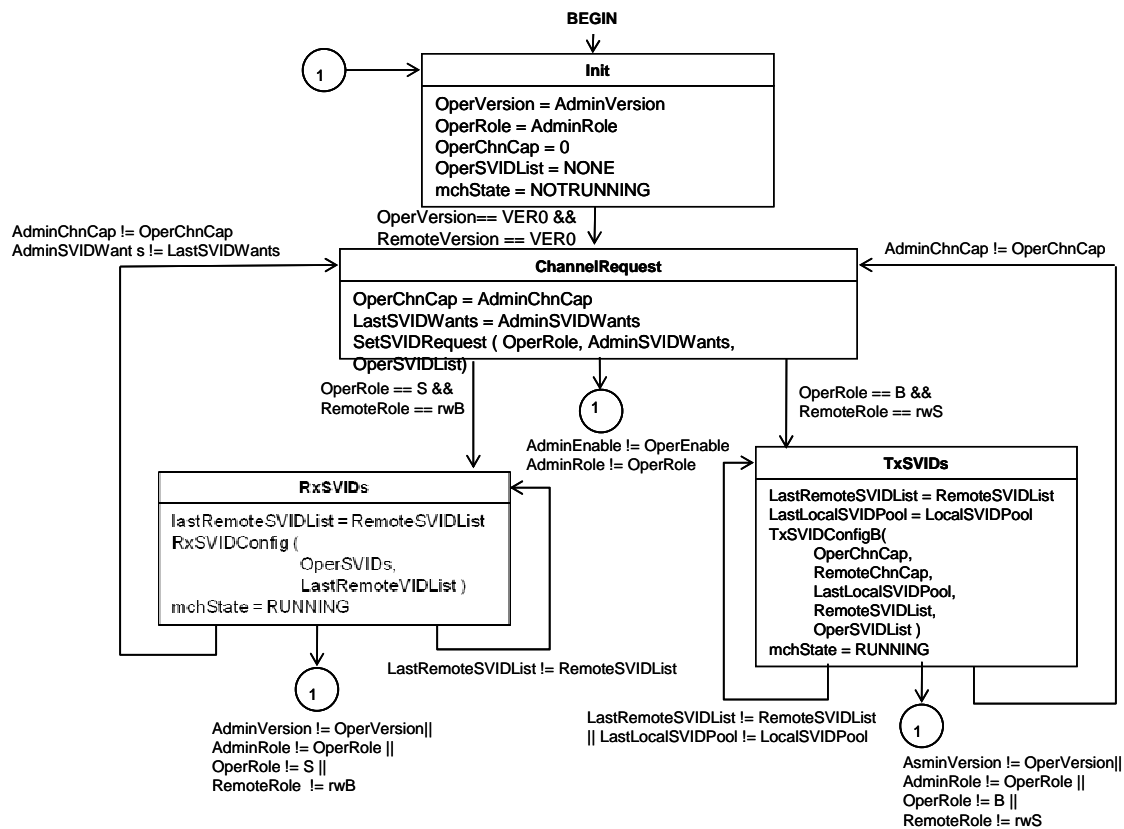 BEGIN
1
Init
OperVersion = AdminVersion
OperRole = AdminRole
OperChnCap = 0
OperSVIDList = NONE
mchState = NOTRUNNING
OperVersion== VER0 &&
RemoteVersion == VER0
AdminChnCap != OperChnCap
AdminSVIDWant s != LastSVIDWants
AdminChnCap != OperChnCap
ChannelRequest
OperChnCap = AdminChnCap
LastSVIDWants = AdminSVIDWants
SetSVIDRequest ( OperRole, AdminSVIDWants,
OperSVIDList)
OperRole == S &&
RemoteRole == rwB
1
AdminEnable != OperEnable
AdminRole != OperRole
OperRole == B &&
RemoteRole == rwS
RxSVIDs
lastRemoteSVIDList = RemoteSVIDList
RxSVIDConfig (
OperSVIDs,
LastRemoteVIDList )
mchState = RUNNING
LastRemoteSVIDList != RemoteSVIDList
1
AdminVersion != OperVersion||
AdminRole != OperRole ||
OperRole != S ||
RemoteRole != rwB
TxSVIDs
LastRemoteSVIDList = RemoteSVIDList
LastLocalSVIDPool = LocalSVIDPool
TxSVIDConfigB(
OperChnCap,
RemoteChnCap,
LastLocalSVIDPool,
RemoteSVIDList,
OperSVIDList )
mchState = RUNNING
LastRemoteSVIDList != RemoteSVIDList
|| LastLocalSVIDPool != LocalSVIDPool
1
AsminVersion != OperVersion||
AdminRole != OperRole ||
OperRole != B ||
RemoteRole != rwS